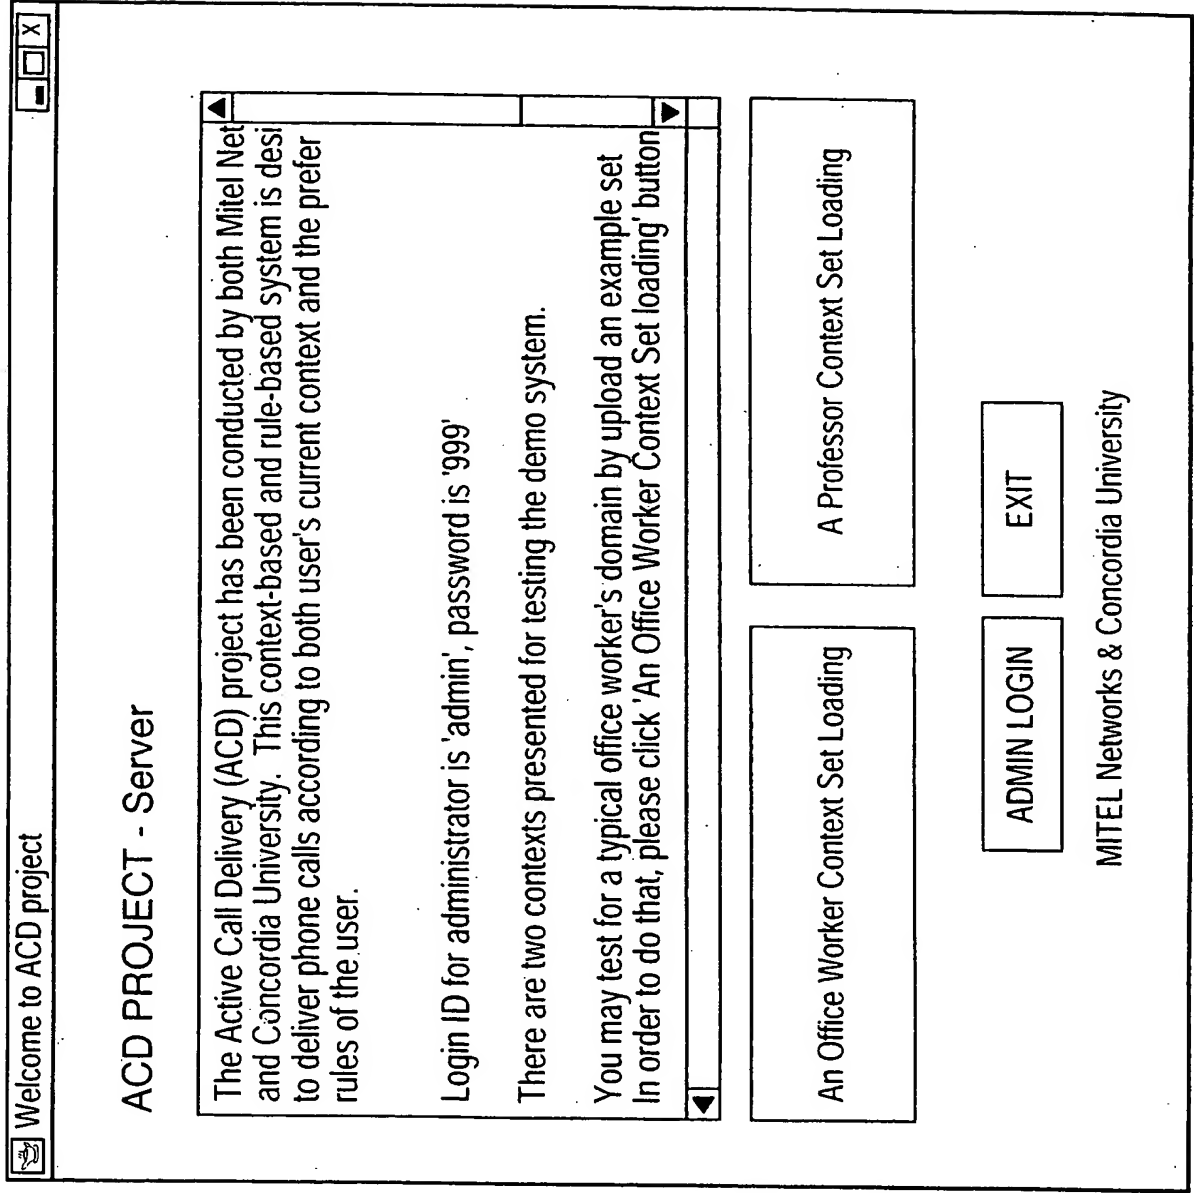 Welcome to ACD project
X
ACD PROJECT - Server
The Active Call Delivery (ACD) project has been conducted by both Mitel Net
and Concordia University. This context-based and rule-based system is desi
to deliver phone calls according to both user's current context and the prefer
rules of the user.
Login ID for administrator is 'admin', password is '999'
There are two contexts presented for testing the demo system.
You may test for a typical office worker's domain by upload an example set
In order to do that, please click 'An Office Worker Context Set loading' button
An Office Worker Context Set Loading
A Professor Context Set Loading
ADMIN LOGIN
EXIT
MITEL Networks & Concordia University